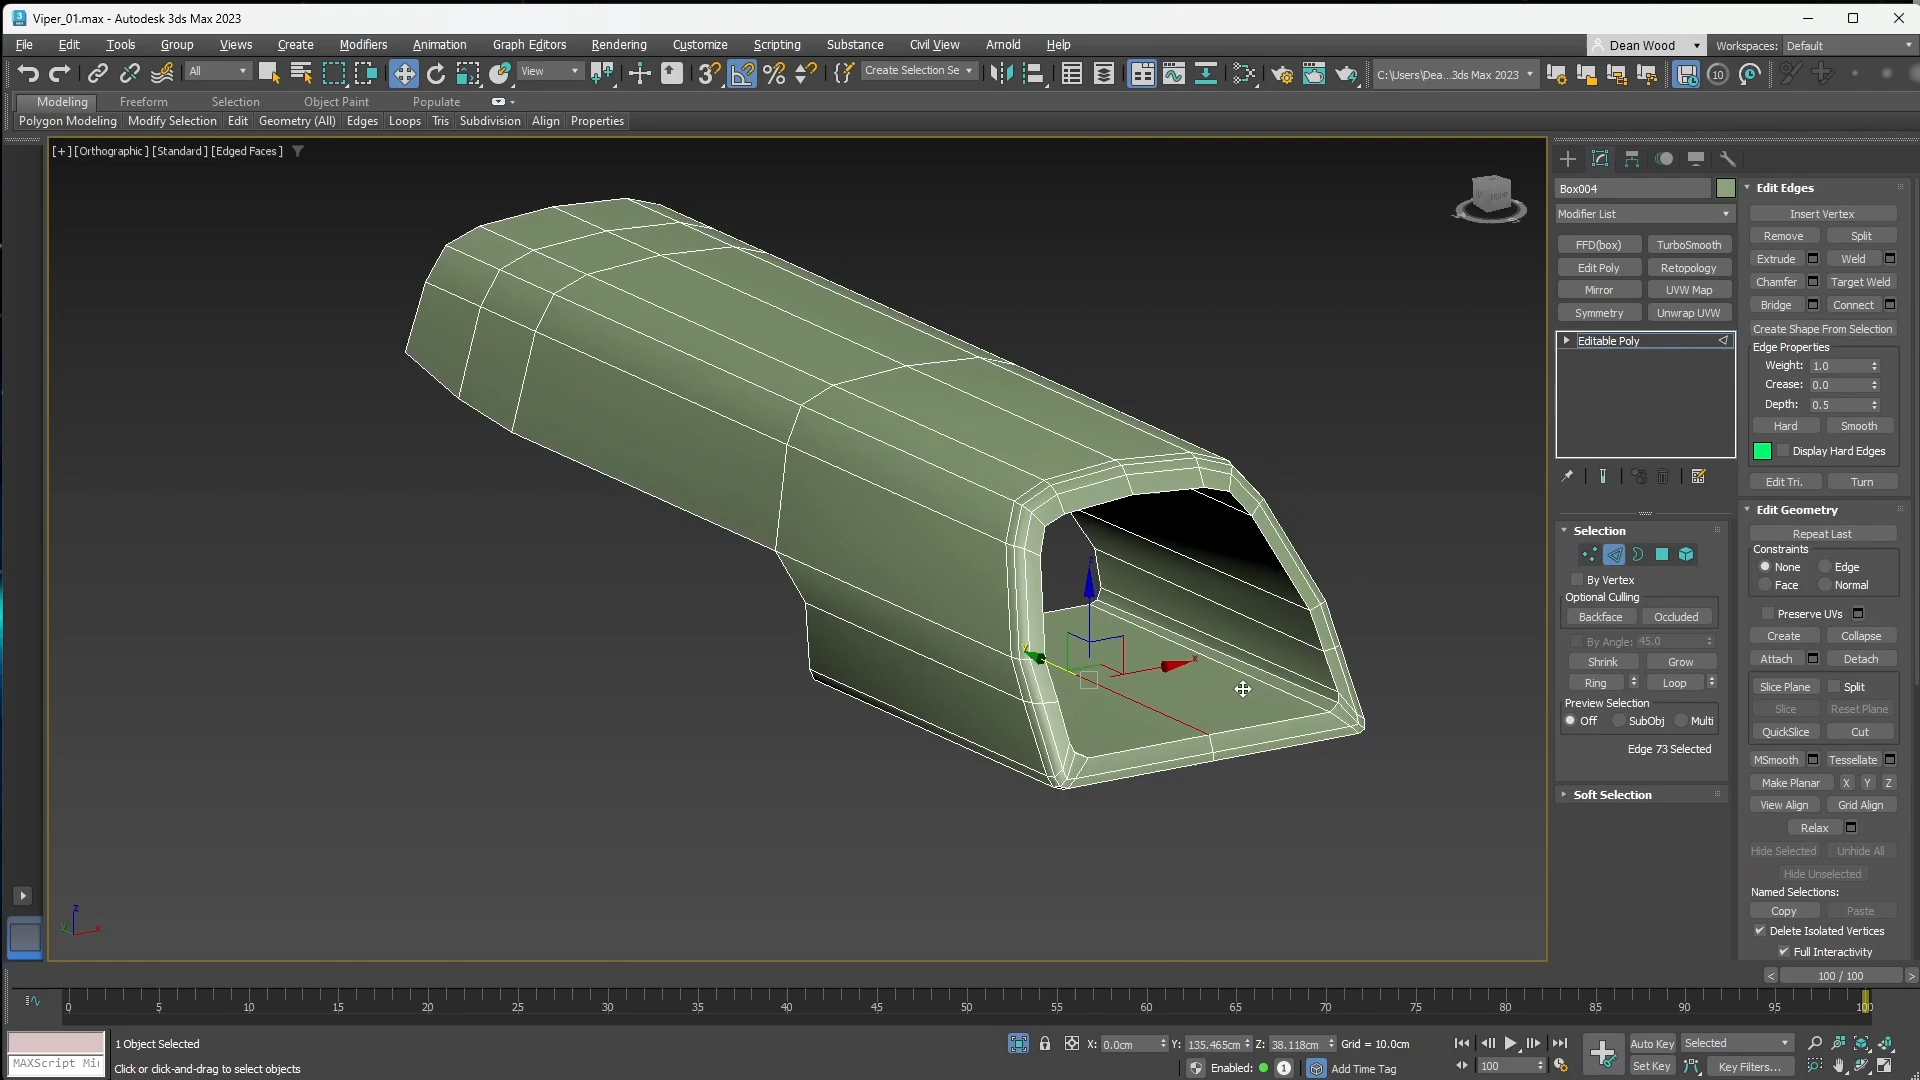 Viper_01.max - Autodesk 3ds Max 2023
File Edit Tools Group Views Create Modifiers Animation Graph Editors Rendering Customize Scripting Substance Civil View Arnold Help
Dean Wood Workspaces: Default
All View Create Selection Se C:\Users\Dea...3ds Max 2023 10
Modeling Freeform Selection Object Paint Populate
Polygon Modeling Modify Selection Edit Geometry (All) Edges Loops Tris Subdivision Align Properties
[+] [Orthographic] [Standard] [Edged Faces]
Box004
Modifier List
FFD(box) TurboSmooth
Edit Poly Retopology
Mirror UVW Map
Symmetry Unwrap UVW
Editable Poly
Selection
By Vertex
Optional Culling
Backface Occluded
By Angle: 45.0
Shrink Grow
Ring Loop
Preview Selection
Off SubObj Multi
Edge 73 Selected
Soft Selection
Edit Edges
Insert Vertex
Remove Split
Extrude Weld
Chamfer Target Weld
Bridge Connect
Create Shape From Selection
Edge Properties
Weight: 1.0
Crease: 0.0
Depth: 0.5
Hard Smooth
Display Hard Edges
Edit Tri. Turn
Edit Geometry
Repeat Last
Constraints
None Edge
Face Normal
Preserve UVs
Create Collapse
Attach Detach
Slice Plane Split
Slice Reset Plane
QuickSlice Cut
MSmooth Tessellate
Make Planar X Y Z
View Align Grid Align
Relax
Hide Selected Unhide All
Hide Unselected
Named Selections:
Copy Paste
Delete Isolated Vertices
Full Interactivity
z
y
x
z
y
x
< 100 / 100 >
0 5 10 15 20 25 30 35 40 45 50 55 60 65 70 75 80 85 90 95 100
MAXScript Mi
1 Object Selected
Click or click-and-drag to select objects
X: 0.0cm Y: 135.465cm Z: 38.118cm Grid = 10.0cm
Enabled: 1 Add Time Tag
100
Auto Key Selected
Set Key Key Filters...